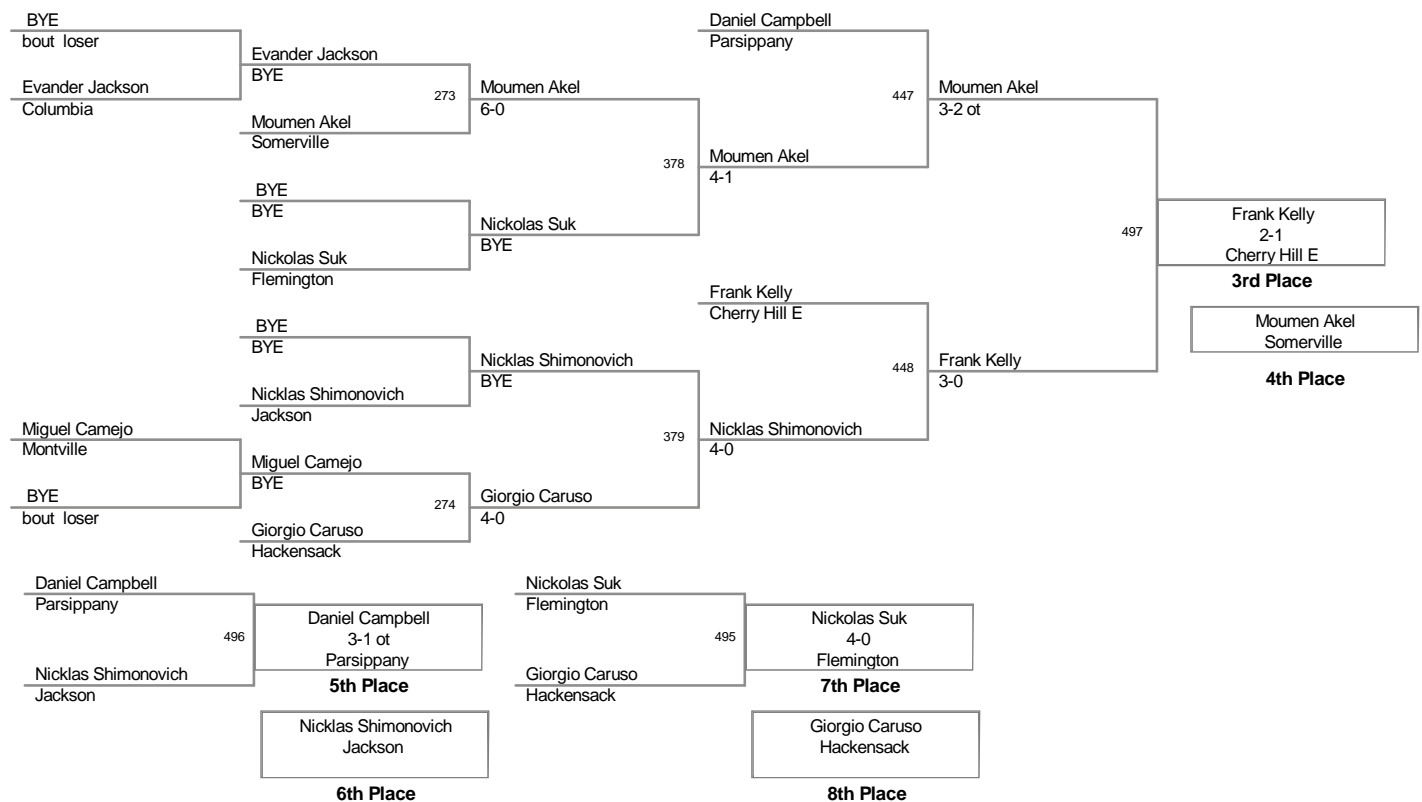 BYE
bout loser
Evander Jackson
Columbia
Evander Jackson
BYE
273
Moumen Akel
Somerville
Moumen Akel
6-0
BYE
BYE
Nickolas Suk
Flemington
Nickolas Suk
BYE
378
Moumen Akel
4-1
Daniel Campbell
Parsippany
447
Moumen Akel
3-2 ot
BYE
BYE
Nicklas Shimonovich
Jackson
Nicklas Shimonovich
BYE
Miguel Camejo
Montville
BYE
bout loser
Miguel Camejo
BYE
274
Giorgio Caruso
Hackensack
Giorgio Caruso
4-0
379
Nicklas Shimonovich
4-0
Frank Kelly
Cherry Hill E
448
Frank Kelly
3-0
497
Frank Kelly
2-1
Cherry Hill E
3rd Place
Moumen Akel
Somerville
4th Place
Daniel Campbell
Parsippany
496
Nicklas Shimonovich
Jackson
Daniel Campbell
3-1 ot
Parsippany
5th Place
Nicklas Shimonovich
Jackson
6th Place
Nickolas Suk
Flemington
495
Giorgio Caruso
Hackensack
Nickolas Suk
4-0
Flemington
7th Place
Giorgio Caruso
Hackensack
8th Place